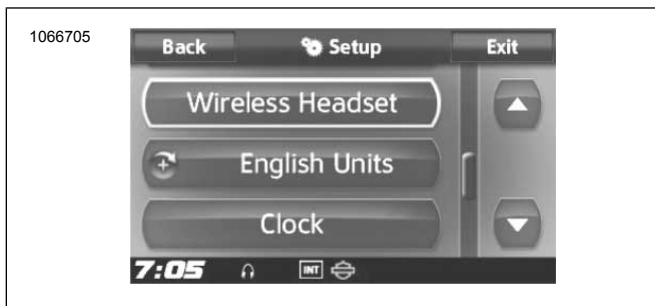 1066705
Back Setup Exit
Wireless Headset
English Units
Clock
7:05 INT